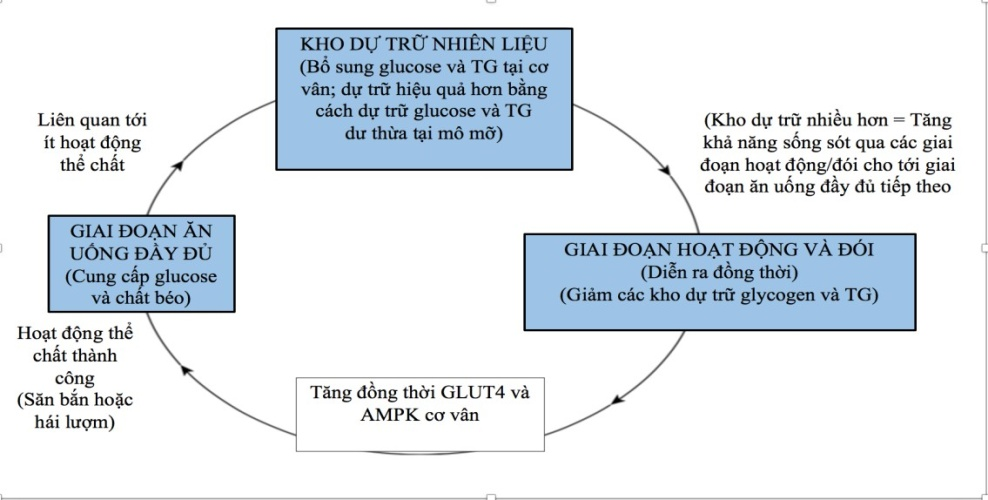 KHO DỰ TRỮ NHIÊN LIỆU
(Bổ sung glucose và TG tại cơ
vân; dự trữ hiệu quả hơn bằng
cách dự trữ glucose và TG
dư thừa tại mô mỡ)
Liên quan tới
ít hoạt động
thể chất
(Kho dự trữ nhiều hơn = Tăng
khả năng sống sót qua các giai
đoạn hoạt động/đói cho tới giai
đoạn ăn uống đầy đủ tiếp theo
GIAI ĐOẠN ĂN
UỐNG ĐẦY ĐỦ
(Cung cấp glucose
và chất béo)
GIAI ĐOẠN HOẠT ĐỘNG VÀ ĐÓI
(Diễn ra đồng thời)
(Giảm các kho dự trữ glycogen và TG)
Hoạt động thể
chất thành
công
(Săn bắn hoặc
hái lượm)
Tăng đồng thời GLUT4 và
AMPK cơ vân